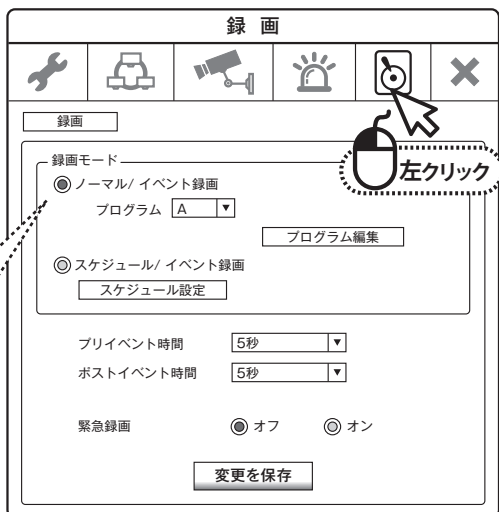 録 画
左クリック
録画
録画モード
ノーマル/ イベント録画
プログラム A ▼
プログラム編集
スケジュール/ イベント録画
スケジュール設定
プリイベント時間 5秒 ▼
ポストイベント時間 5秒 ▼
緊急録画 オフ オン
変更を保存